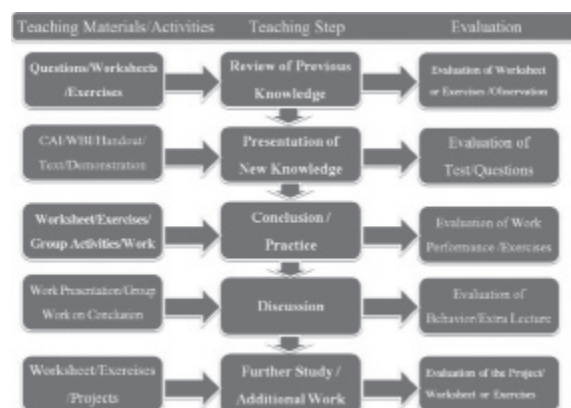 Teaching Materials/Activities
Teaching Step
Evaluation
Questions/Worksheets
/Exercises
Review of Previous
Knowledge
Evaluation of Worksheet
or Exercises /Observation
CAI/WBI/Handout/
Text/Demonstration
Presentation of
New Knowledge
Evaluation of
Test/Questions
Worksheet/Exercises/
Group Activities/Work
Conclusion /
Practice
Evaluation of Work
Performance /Exercises
Work Presentation/Group
Work on Conclusion
Discussion
Evaluation of
Behavior/Extra Lecture
Worksheet/Exercises
/Projects
Further Study /
Additional Work
Evaluation of the Project/
Worksheet or Exercises